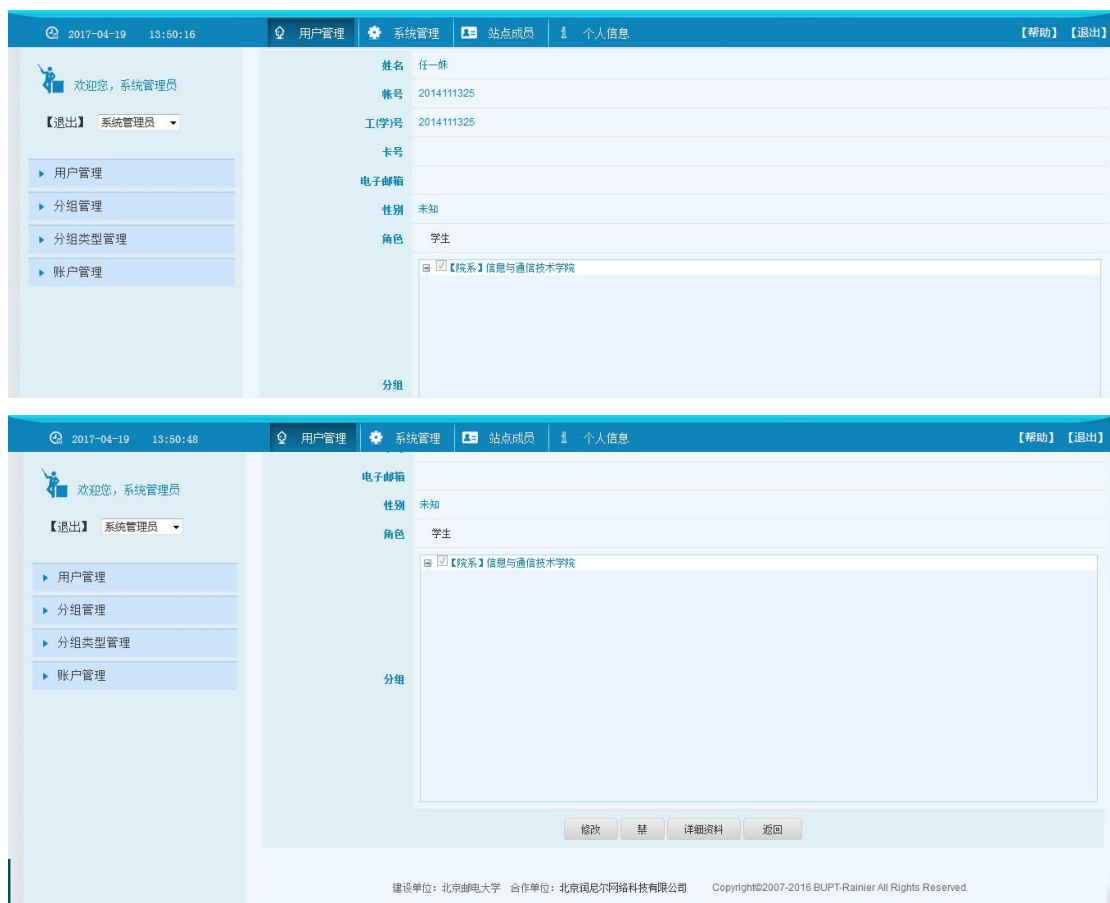 2017-04-19 13:50:16 用户管理 系统管理 站点成员 个人信息 【帮助】 【退出】
欢迎您，系统管理员
【退出】 系统管理员
用户管理
分组管理
分组类型管理
账户管理
姓名 任一姝
帐号 2014111325
工(学)号 2014111325
卡号
电子邮箱
性别 未知
角色 学生
【院系】信息与通信技术学院
分组
2017-04-19 13:50:48 用户管理 系统管理 站点成员 个人信息 【帮助】 【退出】
欢迎您，系统管理员
【退出】 系统管理员
用户管理
分组管理
分组类型管理
账户管理
电子邮箱
性别 未知
角色 学生
【院系】信息与通信技术学院
分组
修改 禁 详细资料 返回
建设单位：北京邮电大学 合作单位：北京润尼尔网络科技有限公司 Copyright©2007-2016 BUPT-Rainier All Rights Reserved.